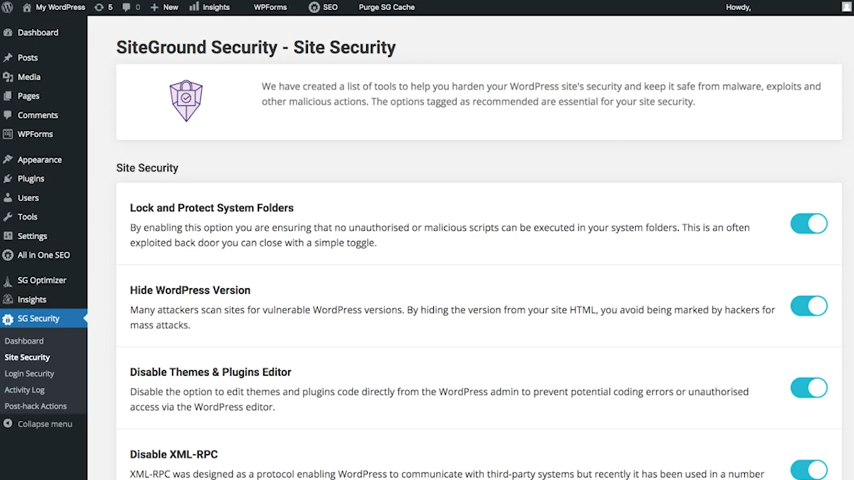 My WordPress 5 0 New Insights WPForms SEO Purge SG Cache Howdy,
Dashboard
Posts
Media
Pages
Comments
WPForms
Appearance
Plugins
Users
Tools
Settings
All in One SEO
SG Optimizer
Insights
SG Security
Dashboard
Site Security
Login Security
Activity Log
Post-hack Actions
Collapse menu
SiteGround Security - Site Security
We have created a list of tools to help you harden your WordPress site's security and keep it safe from malware, exploits and
other malicious actions. The options tagged as recommended are essential for your site security.
Site Security
Lock and Protect System Folders
By enabling this option you are ensuring that no unauthorised or malicious scripts can be executed in your system folders. This is an often
exploited back door you can close with a simple toggle.
Hide WordPress Version
Many attackers scan sites for vulnerable WordPress versions. By hiding the version from your site HTML, you avoid being marked by hackers for
mass attacks.
Disable Themes & Plugins Editor
Disable the option to edit themes and plugins code directly from the WordPress admin to prevent potential coding errors or unauthorised
access via the WordPress editor.
Disable XML-RPC
XML-RPC was designed as a protocol enabling WordPress to communicate with third-party systems but recently it has been used in a number